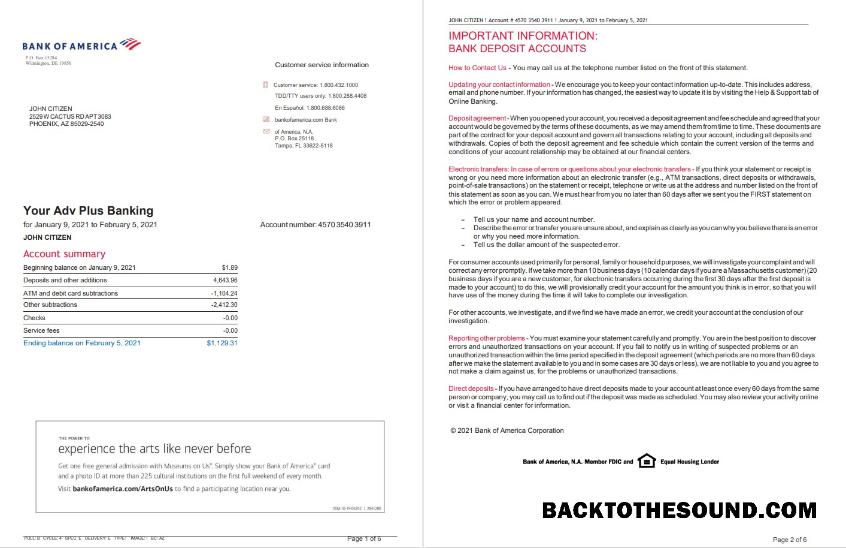 BANK OF AMERICA
P.O. Box 15284
Wilmington, DE 19850
Customer service information
Customer service: 1.800.432.1000
TDD/TTY users only: 1.800.288.4408
En Español: 1.800.688.6086
bankofamerica.com Bank
of America, N.A.
P.O. Box 25118
Tampa, FL 33622-5118
JOHN CITIZEN
2529 W CACTUS RD APT 3083
PHOENIX, AZ 85029-2540
Your Adv Plus Banking
for January 9, 2021 to February 5, 2021
Account number: 4570 3540 3911
JOHN CITIZEN
Account summary
Beginning balance on January 9, 2021 $1.89
Deposits and other additions 4,643.96
ATM and debit card subtractions -1,104.24
Other subtractions -2,412.30
Checks -0.00
Service fees -0.00
Ending balance on February 5, 2021 $1,129.31
THE POWER TO
experience the arts like never before
Get one free general admission with Museums on Us®. Simply show your Bank of America® card
and a photo ID at more than 225 cultural institutions on the first full weekend of every month.
Visit bankofamerica.com/ArtsOnUs to find a participating location near you.
Page 1 of 6
JOHN CITIZEN ! Account # 4570 3540 3911 ! January 9, 2021 to February 5, 2021
IMPORTANT INFORMATION:
BANK DEPOSIT ACCOUNTS
How to Contact Us - You may call us at the telephone number listed on the front of this statement.
Updating your contact information - We encourage you to keep your contact information up-to-date. This includes address,
email and phone number. If your information has changed, the easiest way to update it is by visiting the Help & Support tab of
Online Banking.
Deposit agreement - When you opened your account, you received a deposit agreement and fee schedule and agreed that your
account would be governed by the terms of these documents, as we may amend them from time to time. These documents are
part of the contract for your deposit account and govern all transactions relating to your account, including all deposits and
withdrawals. Copies of both the deposit agreement and fee schedule which contain the current version of the terms and
conditions of your account relationship may be obtained at our financial centers.
Electronic transfers: In case of errors or questions about your electronic transfers - If you think your statement or receipt is
wrong or you need more information about an electronic transfer (e.g., ATM transactions, direct deposits or withdrawals,
point-of-sale transactions) on the statement or receipt, telephone or write us at the address and number listed on the front of
this statement as soon as you can. We must hear from you no later than 60 days after we sent you the FIRST statement on
which the error or problem appeared.
– Tell us your name and account number.
– Describe the error or transfer you are unsure about, and explain as clearly as you can why you believe there is an error
or why you need more information.
– Tell us the dollar amount of the suspected error.
For consumer accounts used primarily for personal, family or household purposes, we will investigate your complaint and will
correct any error promptly. If we take more than 10 business days (10 calendar days if you are a Massachusetts customer) (20
business days if you are a new customer, for electronic transfers occurring during the first 30 days after the first deposit is
made to your account) to do this, we will provisionally credit your account for the amount you think is in error, so that you will
have use of the money during the time it will take to complete our investigation.
For other accounts, we investigate, and if we find we have made an error, we credit your account at the conclusion of our
investigation.
Reporting other problems - You must examine your statement carefully and promptly. You are in the best position to discover
errors and unauthorized transactions on your account. If you fail to notify us in writing of suspected problems or an
unauthorized transaction within the time period specified in the deposit agreement (which periods are no more than 60 days
after we make the statement available to you and in some cases are 30 days or less), we are not liable to you and you agree to
not make a claim against us, for the problems or unauthorized transactions.
Direct deposits - If you have arranged to have direct deposits made to your account at least once every 60 days from the same
person or company, you may call us to find out if the deposit was made as scheduled. You may also review your activity online
or visit a financial center for information.
© 2021 Bank of America Corporation
Bank of America, N.A. Member FDIC and Equal Housing Lender
BACKTOTHESOUND.COM
Page 2 of 6